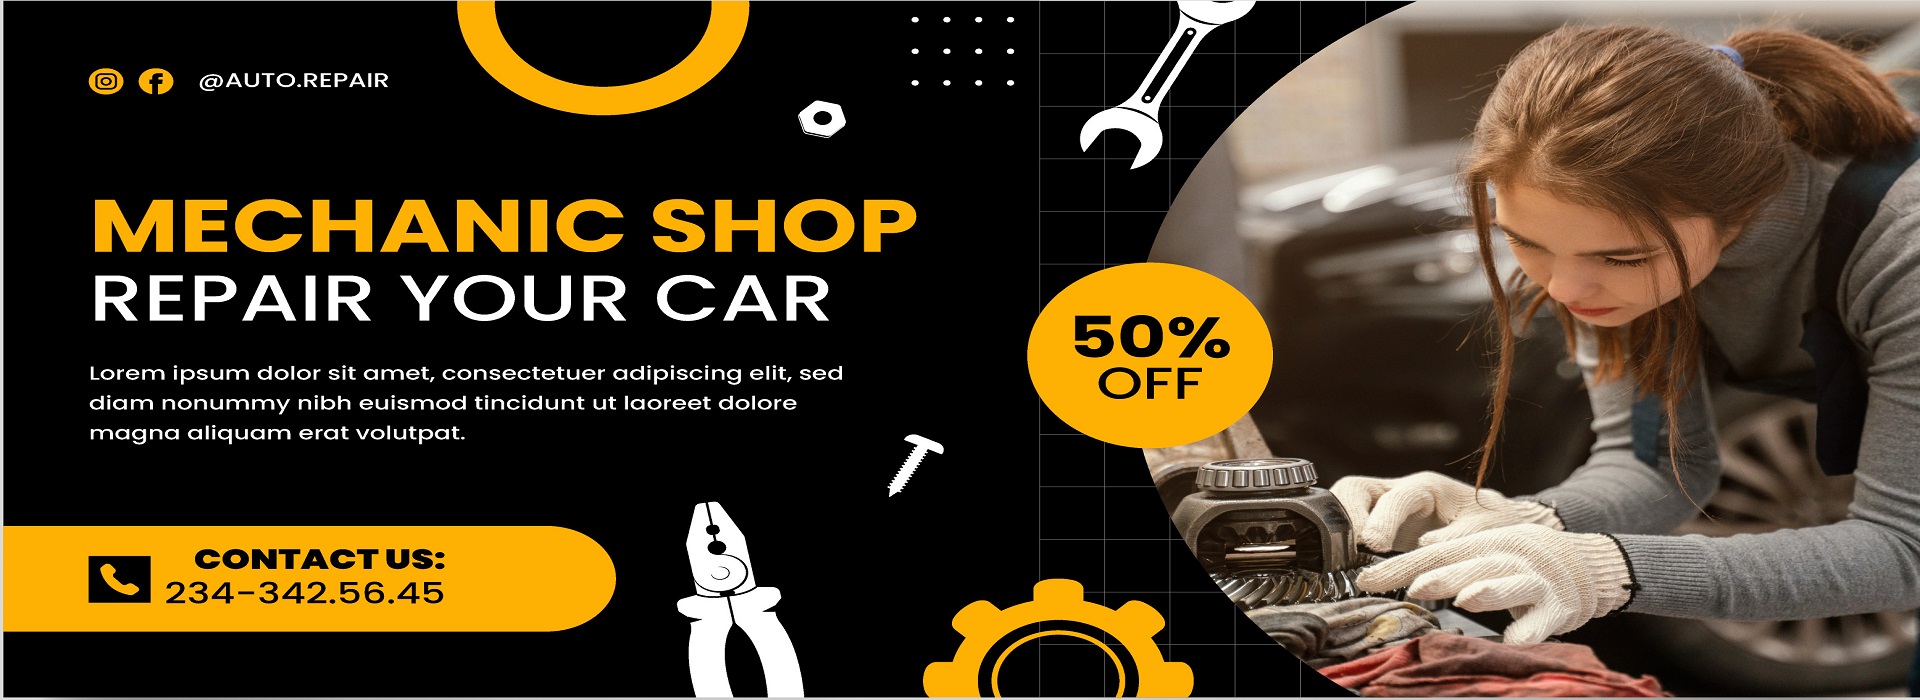 @AUTO.REPAIR
MECHANIC SHOP
REPAIR YOUR CAR
Lorem ipsum dolor sit amet, consectetuer adipiscing elit, sed
diam nonummy nibh euismod tincidunt ut laoreet dolore
magna aliquam erat volutpat.
50%
OFF
CONTACT US:
234-342.56.45